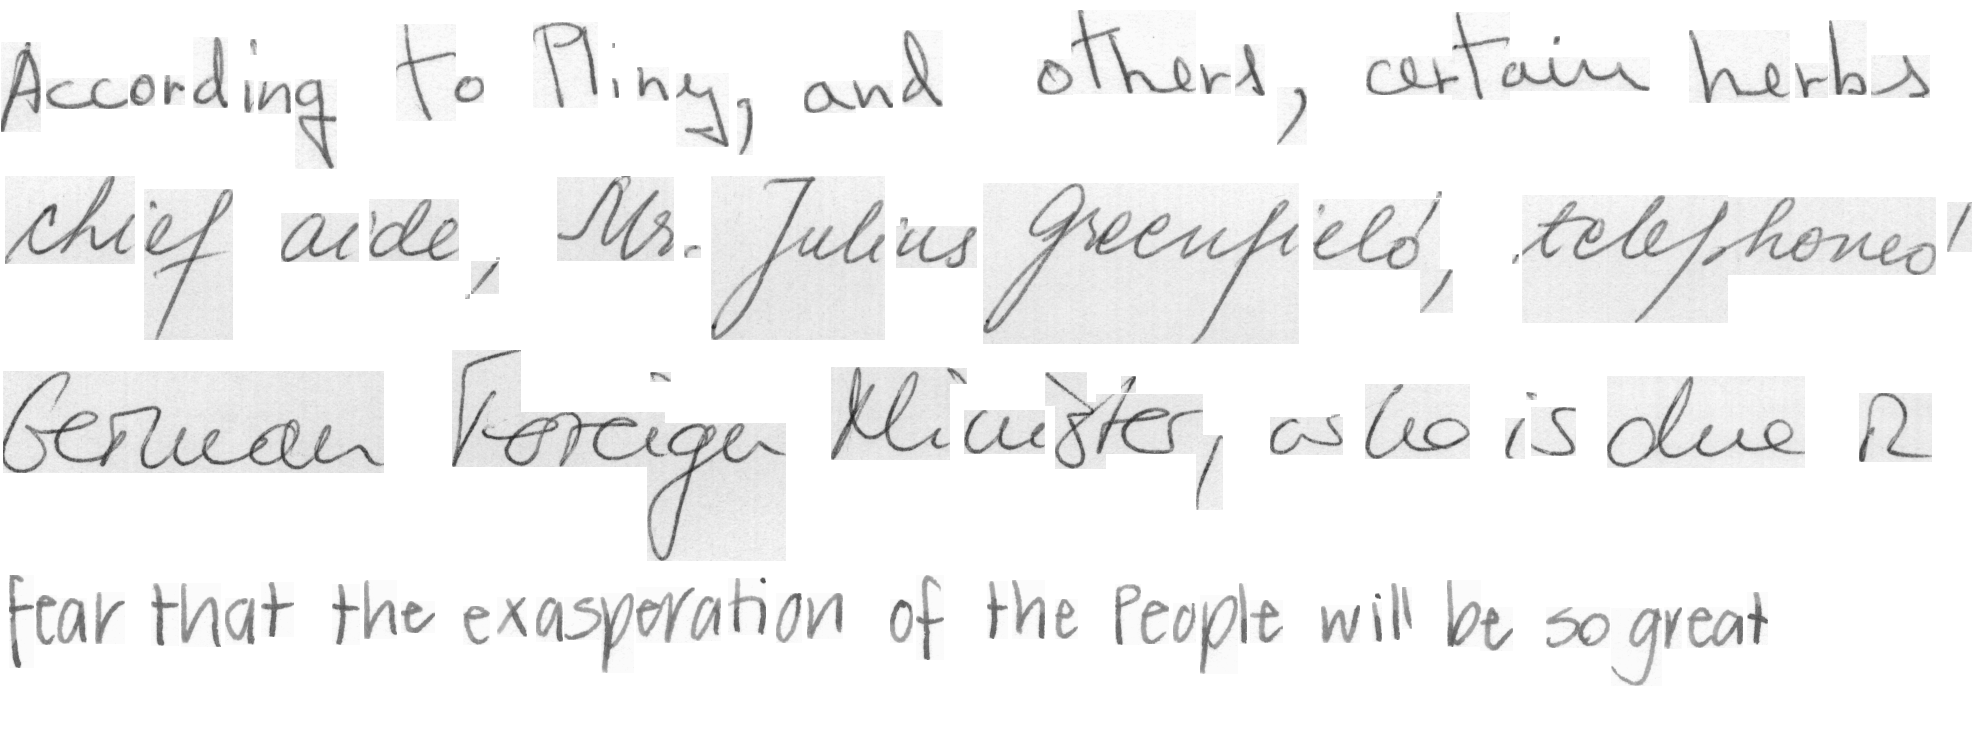 According to Pliny, and others, certain herbs
chief aide, Mr. Julius Greenfield, telephoned
German Foreign Minister, who is due
fear that the exasperation of the People will be so great